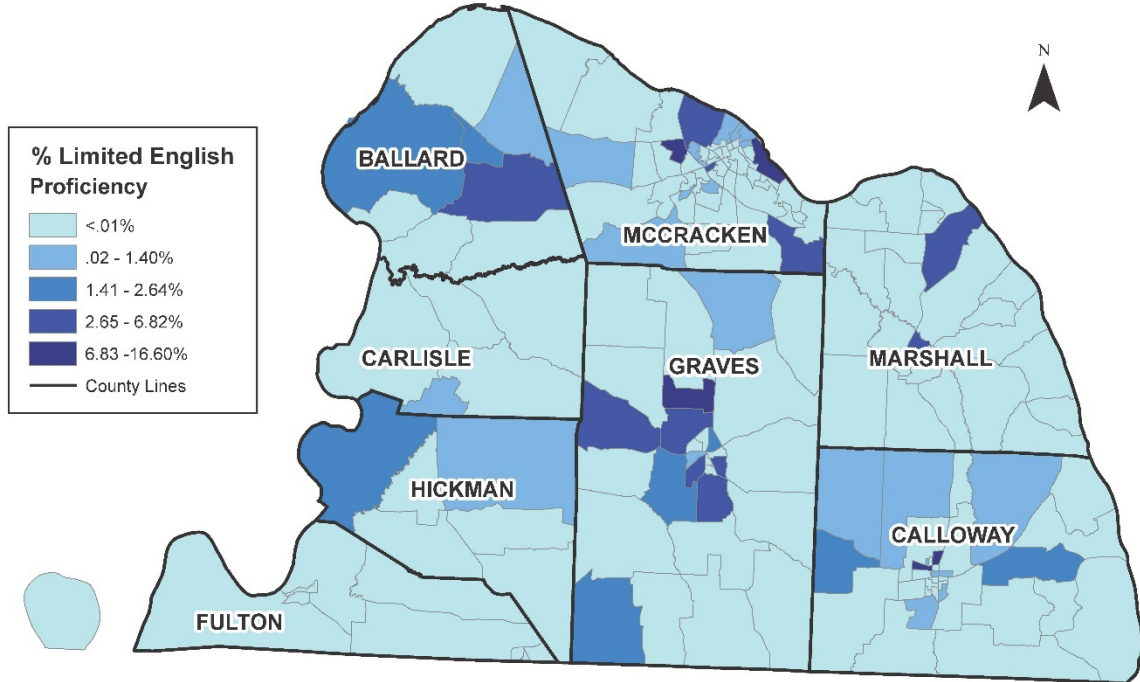 % Limited English
Proficiency
<.01%
.02 - 1.40%
1.41 - 2.64%
2.65 - 6.82%
6.83 -16.60%
County Lines
N
BALLARD
MCCRACKEN
CARLISLE
GRAVES
MARSHALL
HICKMAN
CALLOWAY
FULTON